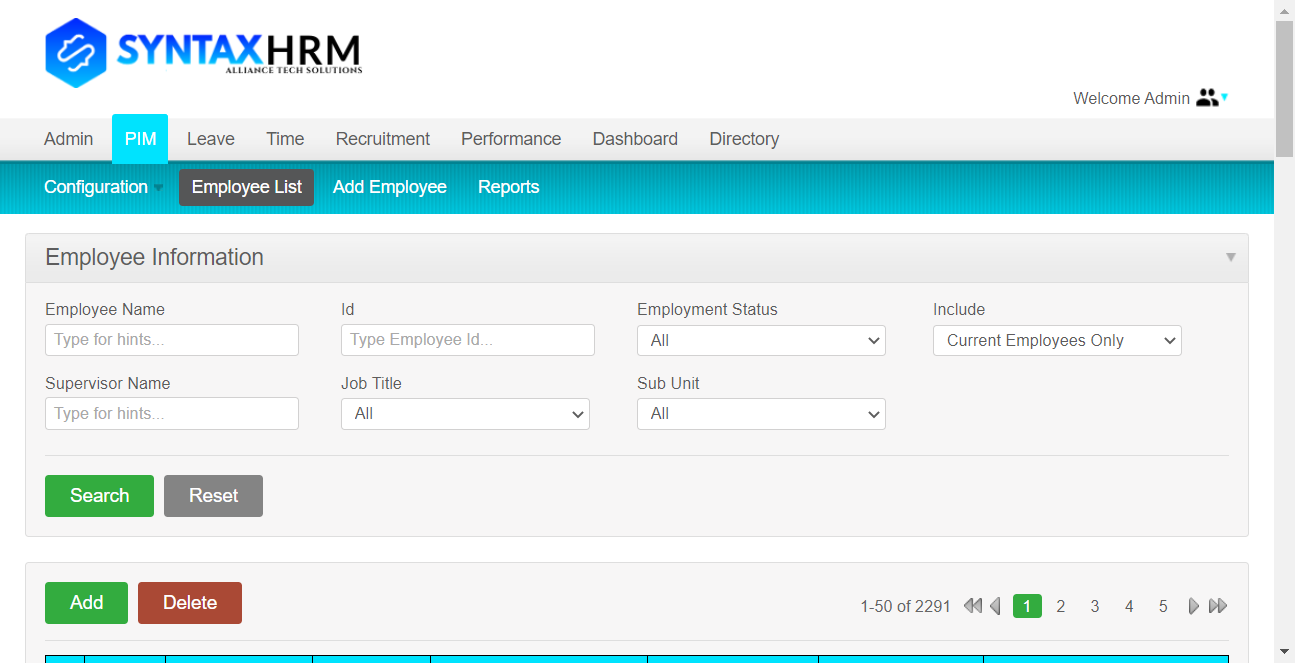 SYNTAXHRM
ALLIANCE TECH SOLUTIONS
Welcome Admin
Admin PIM Leave Time Recruitment Performance Dashboard Directory
Configuration Employee List Add Employee Reports
Employee Information
Employee Name Id Employment Status Include
Type for hints... Type Employee Id... All Current Employees Only
Supervisor Name Job Title Sub Unit
Type for hints... All All
Search Reset
Add Delete 1-50 of 2291 1 2 3 4 5